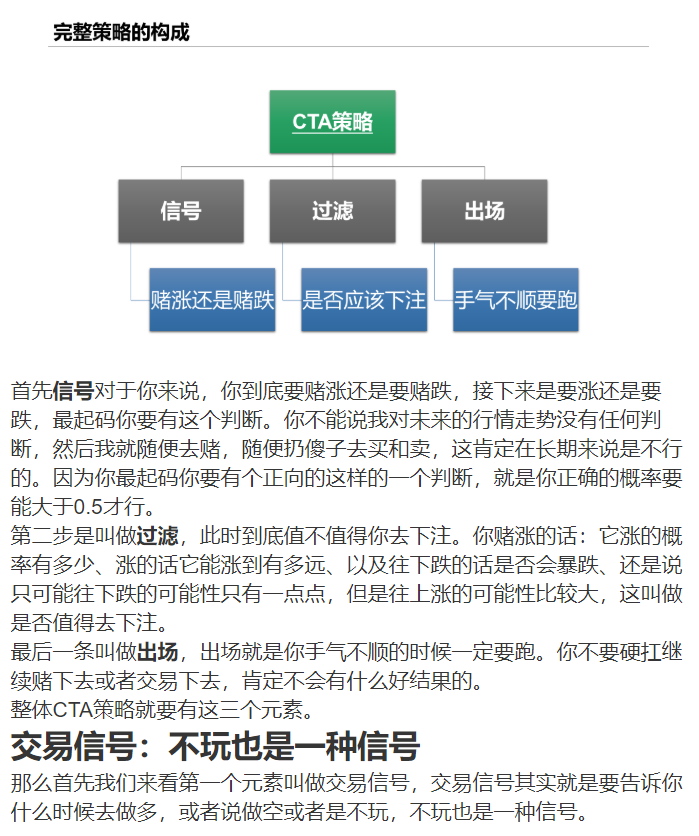 完整策略的构成
CTA策略
信号
过滤
出场
赌涨还是赌跌
是否应该下注
手气不顺要跑
首先信号对于你来说，你到底要赌涨还是要赌跌，接下来是要涨还是要
跌，最起码你要有这个判断。你不能说我对未来的行情走势没有任何判
断，然后我就随便去赌，随便扔傻子去买和卖，这肯定在长期来说是不行
的。因为你最起码你要有个正向的这样的一个判断，就是你正确的概率要
能大于0.5才行。
第二步是叫做过滤，此时到底值不值得你去下注。你赌涨的话：它涨的概
率有多少、涨的话它能涨到有多远、以及往下跌的话是否会暴跌、还是说
只可能往下跌的可能性只有一点点，但是往上涨的可能性比较大，这叫做
是否值得去下注。
最后一条叫做出场，出场就是你手气不顺的时候一定要跑。你不要硬扛继
续赌下去或者交易下去，肯定不会有什么好结果的。
整体CTA策略就要有这三个元素。
交易信号：不玩也是一种信号
那么首先我们来看第一个元素叫做交易信号，交易信号其实就是要告诉你
什么时候去做多，或者说做空或者是不玩，不玩也是一种信号。